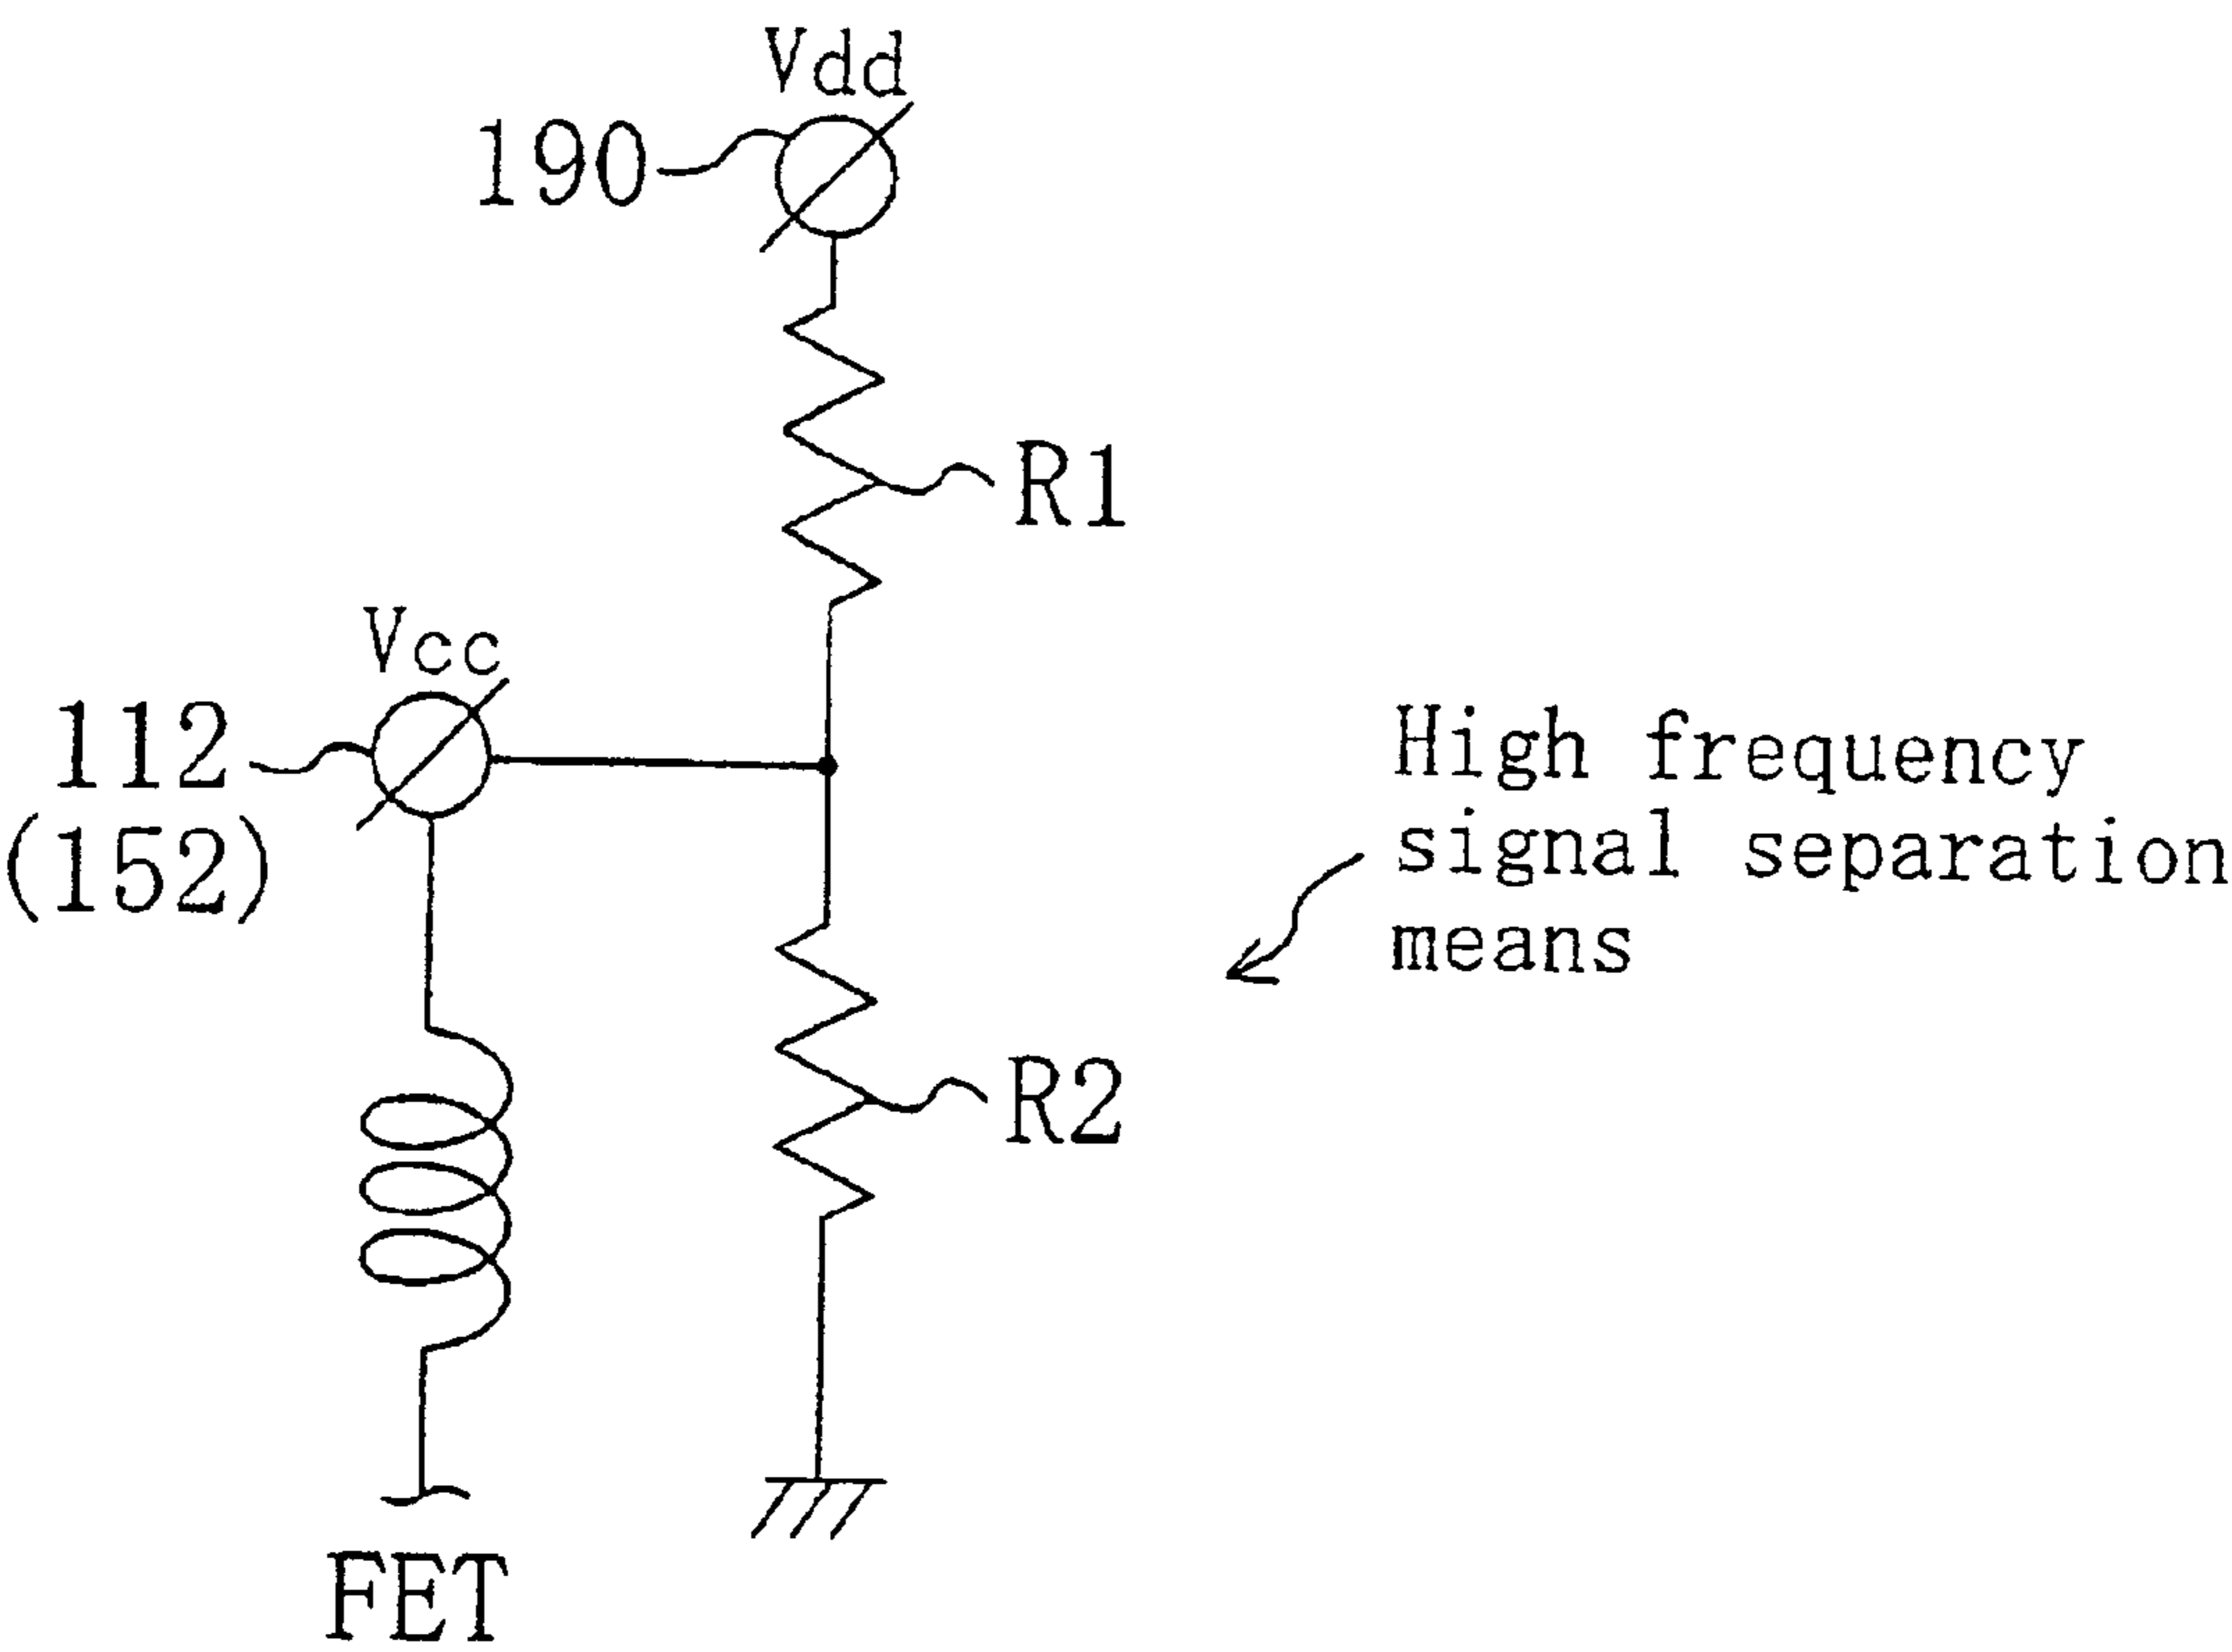 Vdd
190
R1
Vcc
112
(152)
High frequency
signal separation
means
R2
FET